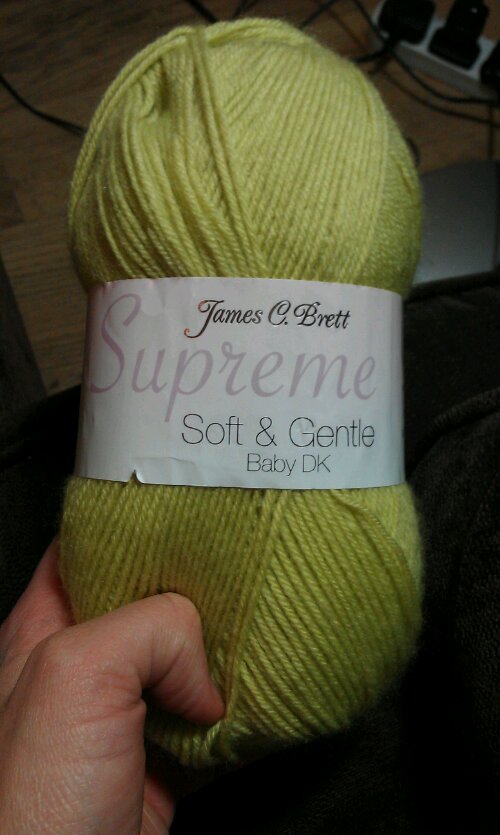 James C. Brett
Supreme
Soft & Gentle
Baby DK